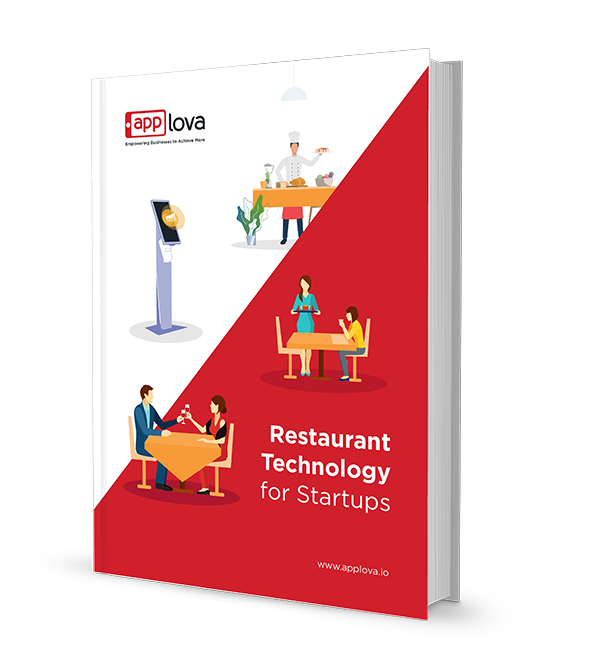 app lova
Empowering Businesses to Achieve More
Restaurant
Technology
for Startups
www.applova.io